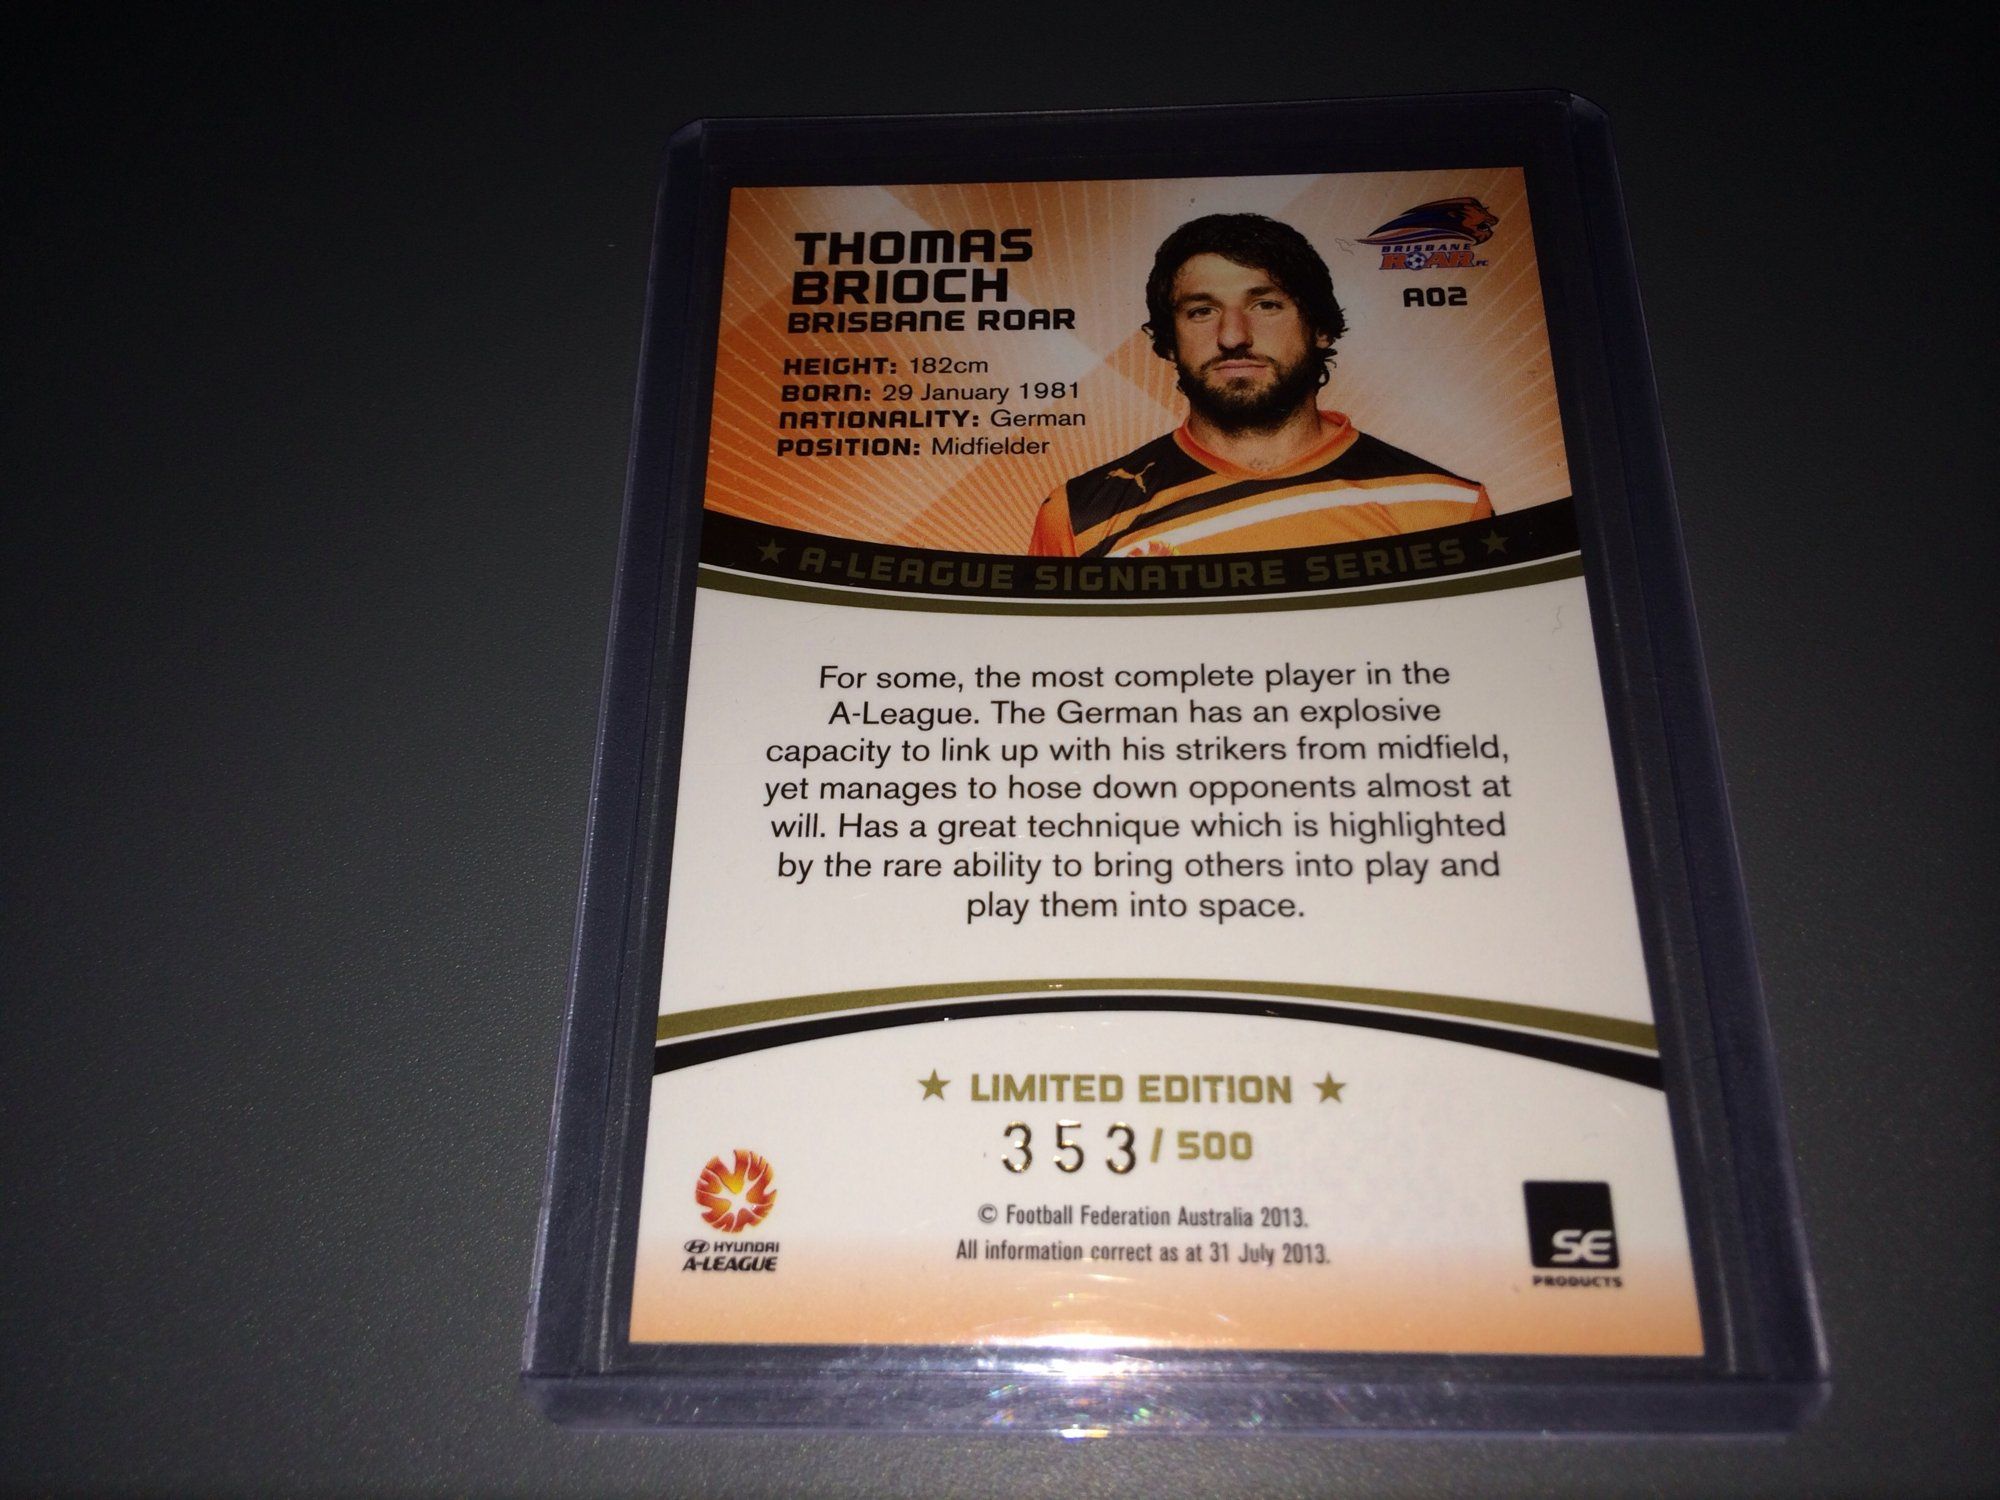 THOMAS
BRIOCH
BRISBANE ROAR
HEIGHT: 182cm
BORN: 29 January 1981
NATIONALITY: German
POSITION: Midfielder
BRISBANE
ROAR FC
A02
★ A-LEAGUE SIGNATURE SERIES ★
For some, the most complete player in the
A-League. The German has an explosive
capacity to link up with his strikers from midfield,
yet manages to hose down opponents almost at
will. Has a great technique which is highlighted
by the rare ability to bring others into play and
play them into space.
★ LIMITED EDITION ★
353/500
© Football Federation Australia 2013.
All information correct as at 31 July 2013.
HYUNDAI
A-LEAGUE
SE
PRODUCTS